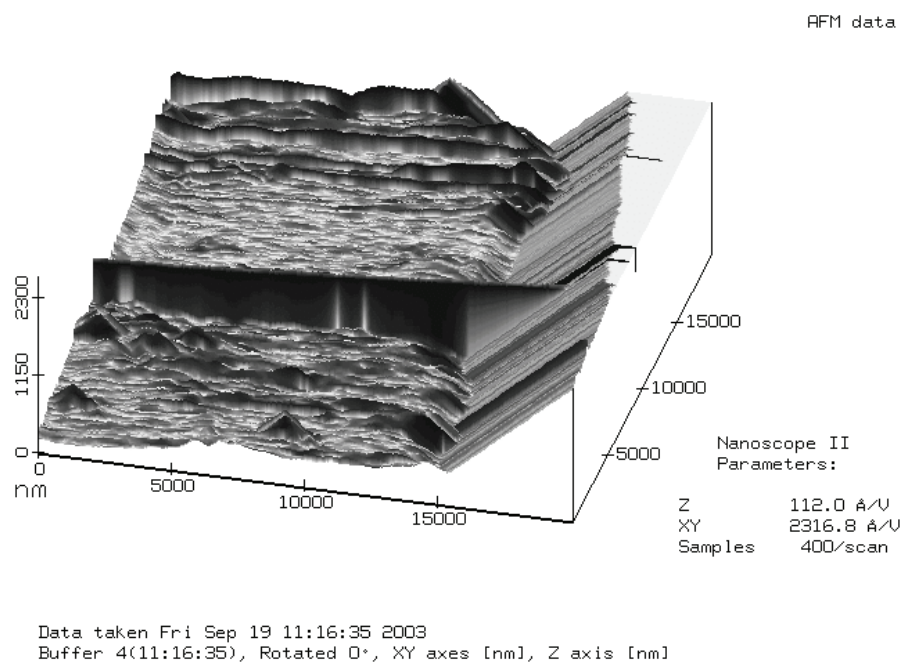 AFM data
2300
1150
0
0
nm
5000
10000
15000
5000
10000
15000
Nanoscope II
Parameters:
Z 112.0 A/V
XY 2316.8 A/V
Samples 400/scan
Data taken Fri Sep 19 11:16:35 2003
Buffer 4(11:16:35), Rotated 0°, XY axes [nm], Z axis [nm]